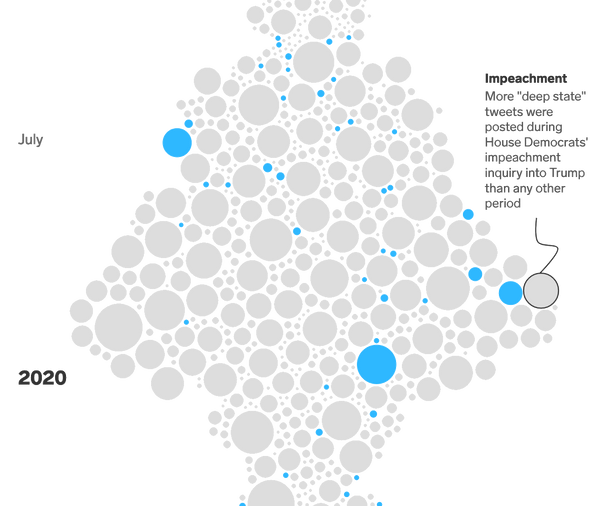 Impeachment
More "deep state"
tweets were
posted during
House Democrats'
impeachment
inquiry into Trump
than any other
period
July
2020